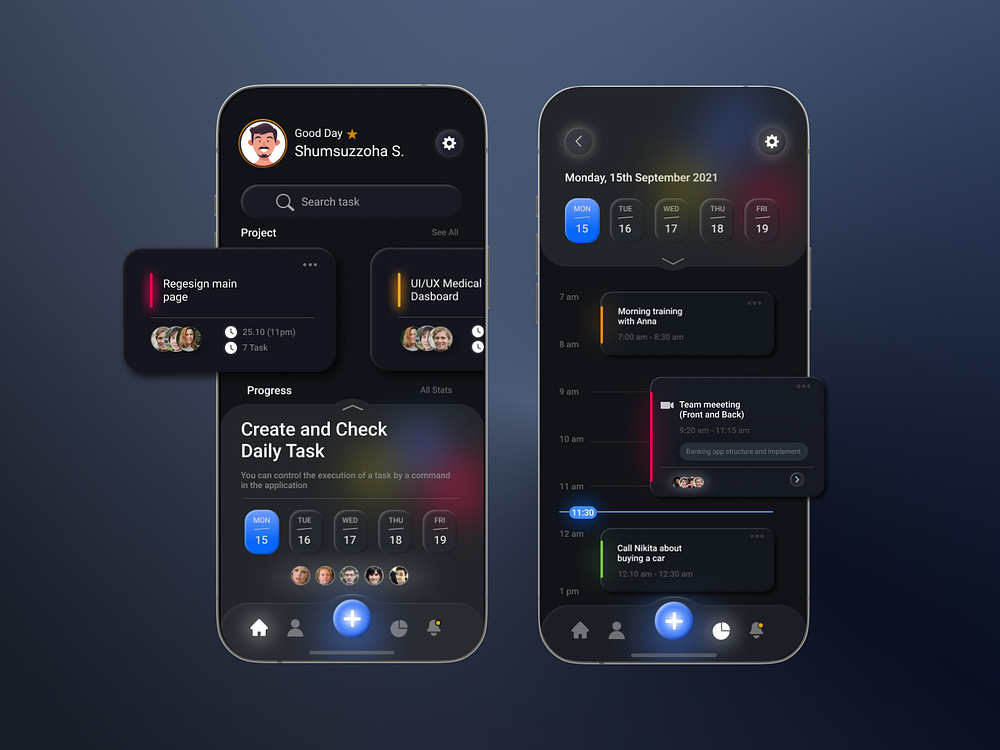 Good Day
Shumsuzzoha S.
Search task
Project
See All
Regesign main
page
25.10 (11pm)
7 Task
UI/UX Medical
Dasboard
Progress
All Stats
Create and Check
Daily Task
You can control the execution of a task by a command
in the application
MON TUE WED THU FRI
15 16 17 18 19
Monday, 15th September 2021
MON TUE WED THU FRI
15 16 17 18 19
7 am
Morning training
with Anna
7:00 am - 8:30 am
8 am
9 am
Team meeeting
(Front and Back)
9:20 am - 11:15 am
10 am
Banking app structure and implement
11 am
11:30
12 am
Call Nikita about
buying a car
12:10 am - 12:30 am
1 pm